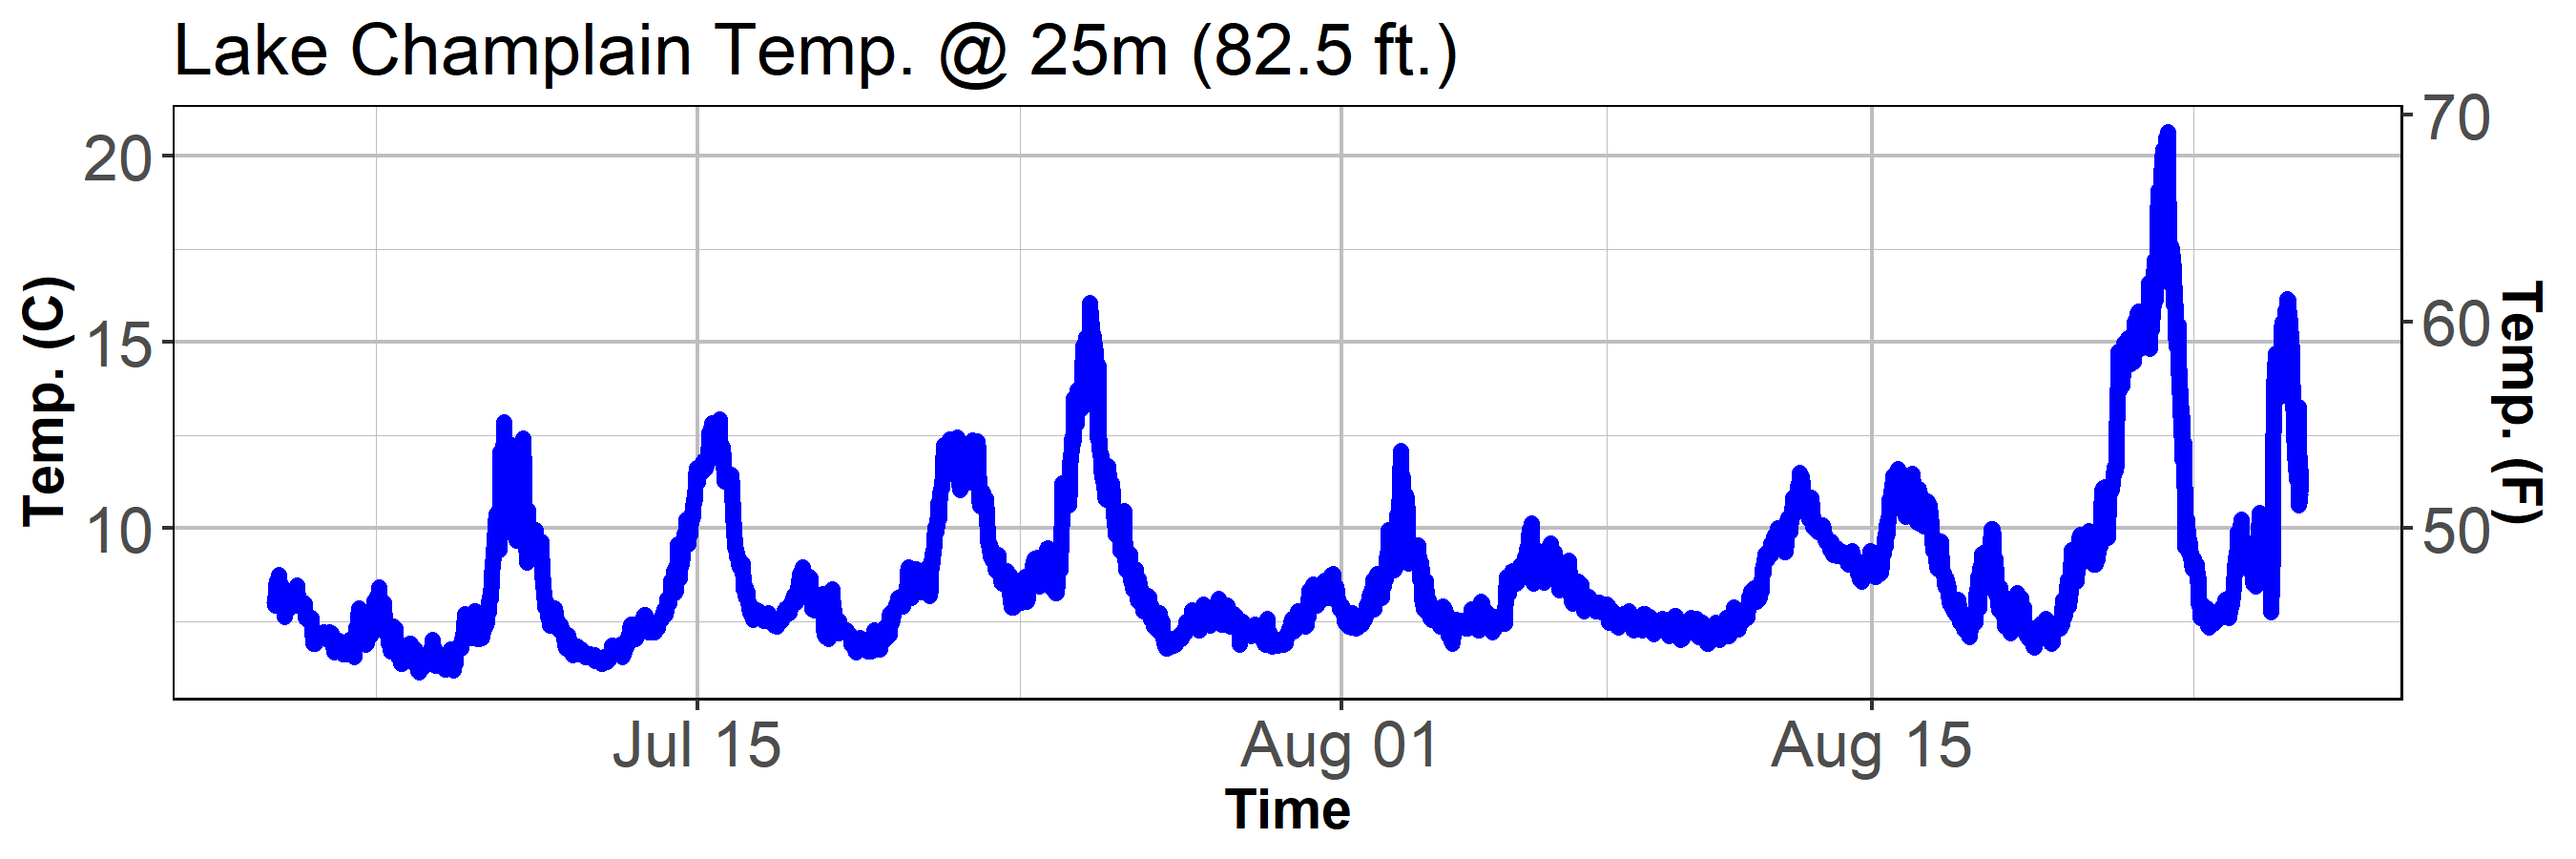 Lake Champlain Temp. @ 25m (82.5 ft.)
Temp. (C)
20
15
10
70
60
50
Temp. (F)
Jul 15
Aug 01
Aug 15
Time